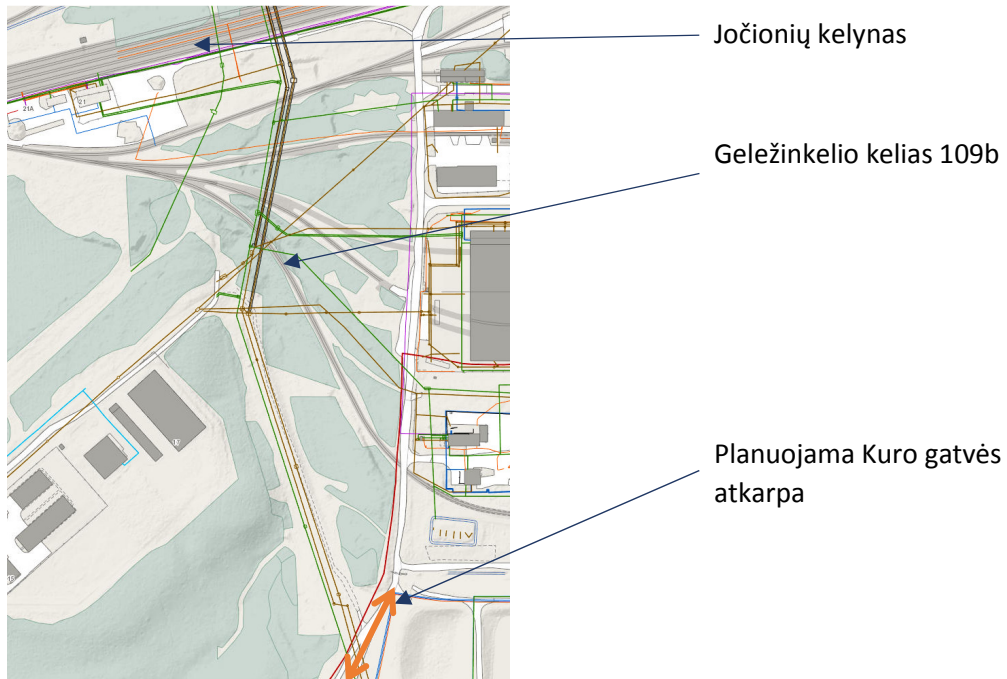 Jočionių kelynas
Geležinkelio kelias 109b
Planuojama Kuro gatvės
atkarpa
21A
21
17